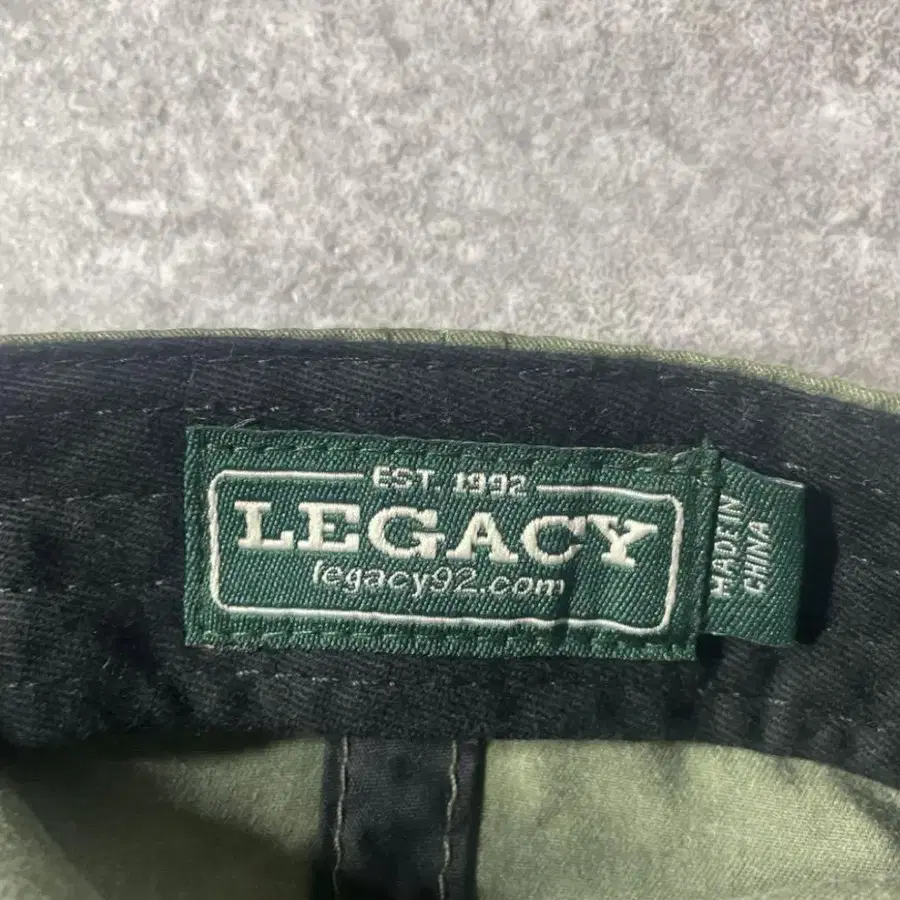 EST. 1992
LEGACY
legacy92.com
MADE IN
CHINA